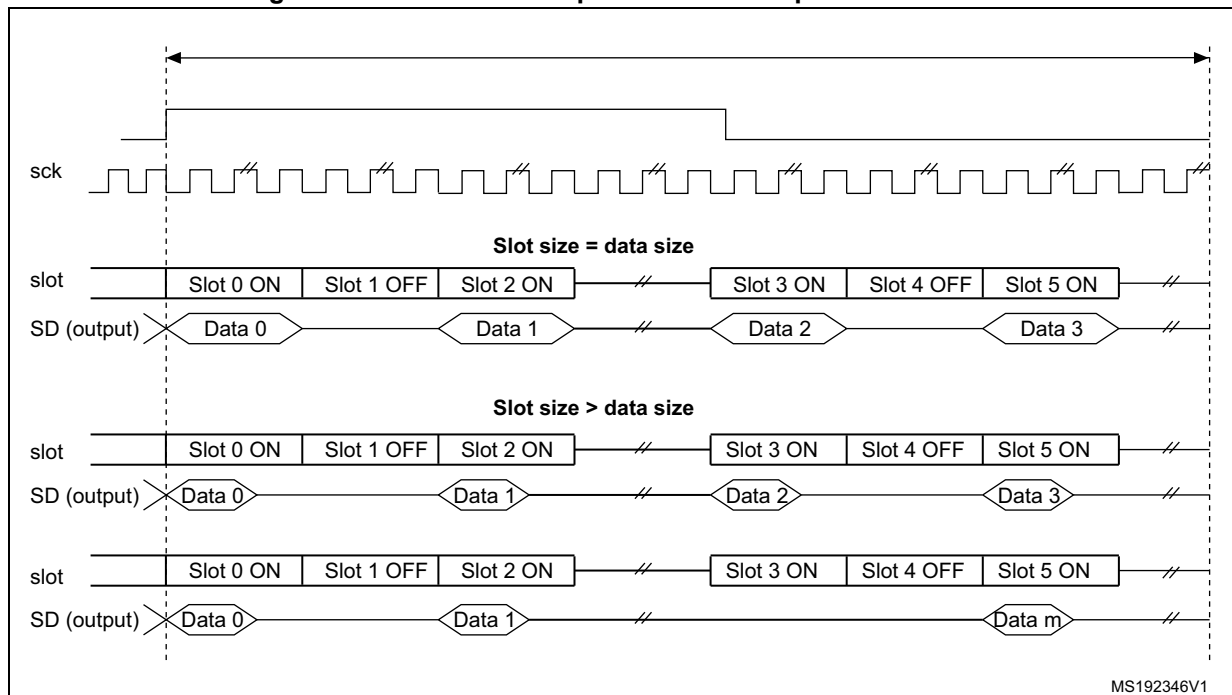 sck
Slot size = data size
slot Slot 0 ON Slot 1 OFF Slot 2 ON Slot 3 ON Slot 4 OFF Slot 5 ON
SD (output) Data 0 Data 1 Data 2 Data 3
Slot size > data size
slot Slot 0 ON Slot 1 OFF Slot 2 ON Slot 3 ON Slot 4 OFF Slot 5 ON
SD (output) Data 0 Data 1 Data 2 Data 3
slot Slot 0 ON Slot 1 OFF Slot 2 ON Slot 3 ON Slot 4 OFF Slot 5 ON
SD (output) Data 0 Data 1 Data m
MS192346V1